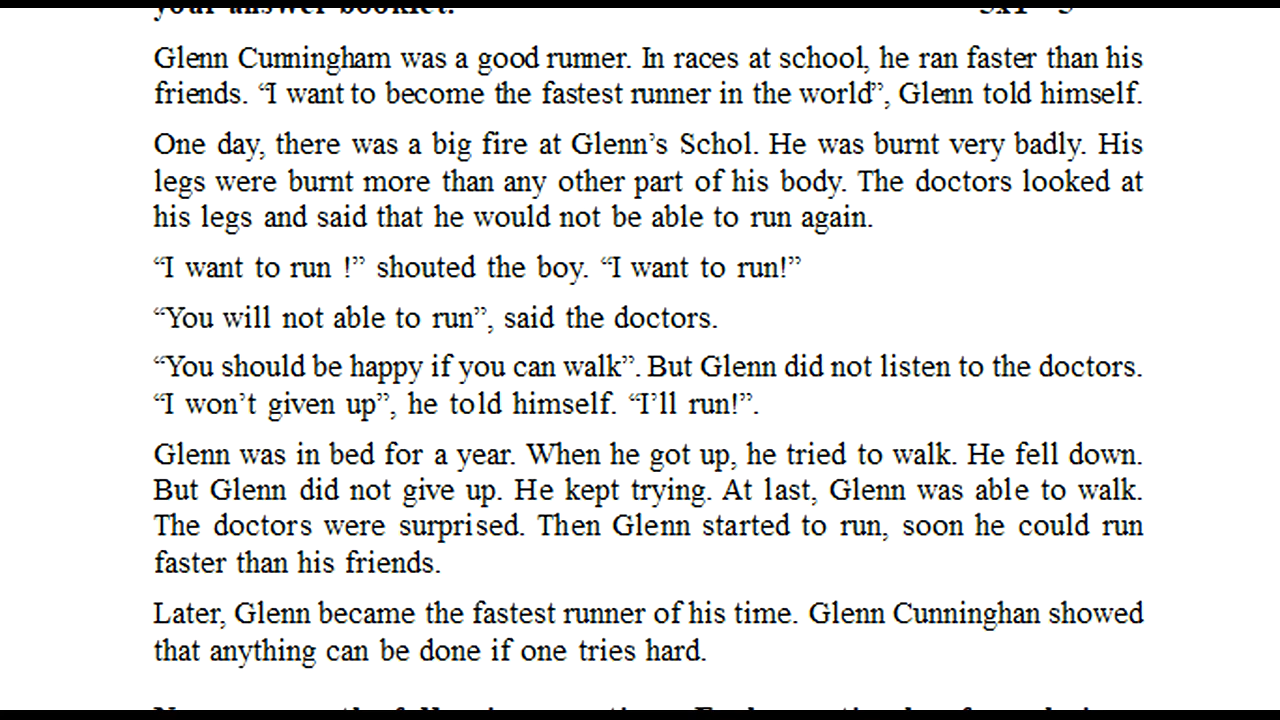 your answer booklet.
Glenn Cunningham was a good runner. In races at school, he ran faster than his
friends. “I want to become the fastest runner in the world”, Glenn told himself.
One day, there was a big fire at Glenn’s Schol. He was burnt very badly. His
legs were burnt more than any other part of his body. The doctors looked at
his legs and said that he would not be able to run again.
“I want to run !” shouted the boy. “I want to run!”
“You will not able to run”, said the doctors.
“You should be happy if you can walk”. But Glenn did not listen to the doctors.
“I won’t given up”, he told himself. “I’ll run!”.
Glenn was in bed for a year. When he got up, he tried to walk. He fell down.
But Glenn did not give up. He kept trying. At last, Glenn was able to walk.
The doctors were surprised. Then Glenn started to run, soon he could run
faster than his friends.
Later, Glenn became the fastest runner of his time. Glenn Cunninghan showed
that anything can be done if one tries hard.